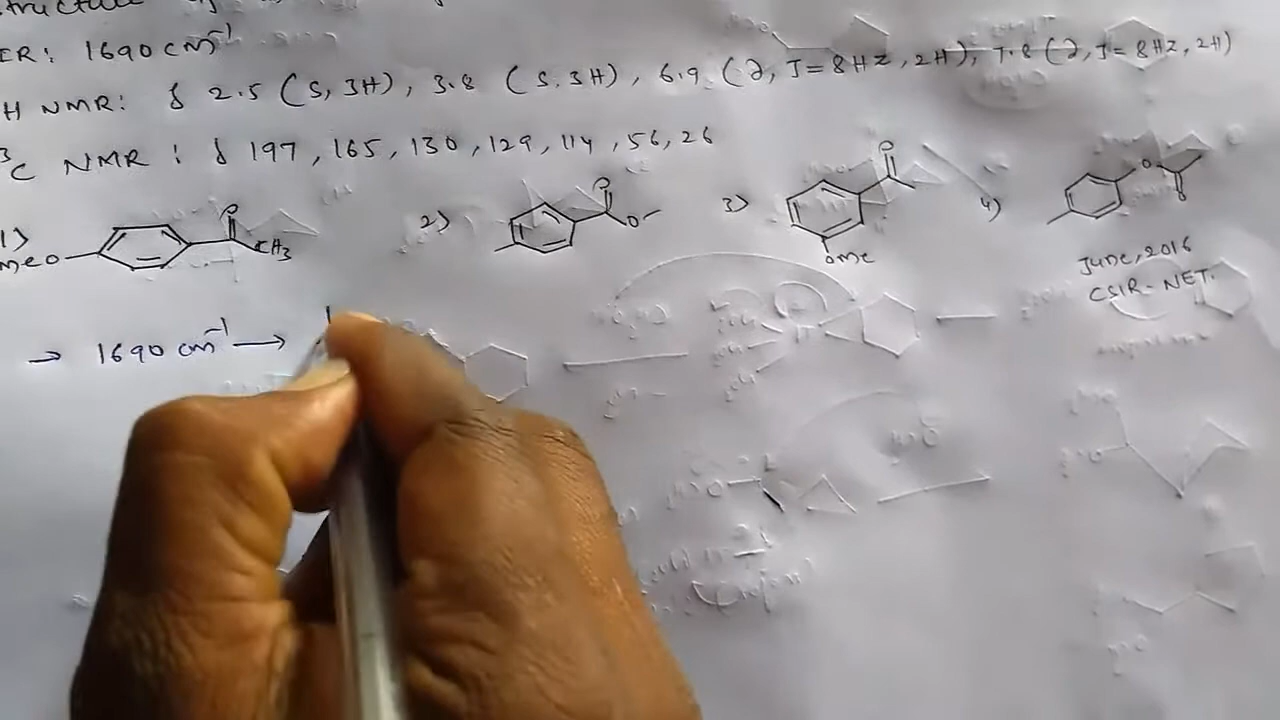 IR: 1690 cm⁻¹
H NMR: δ 2.5 (s, 3H), 3.8 (s, 3H), 6.9 (d, J=8Hz, 2H), 7.8 (d, J=8Hz, 2H)
³C NMR: δ 197, 165, 130, 129, 114, 56, 26
1) MeO O CH3 2) O O 3) O OMe 4) O O
June, 2016
CSIR-NET.
→ 1690 cm⁻¹ →